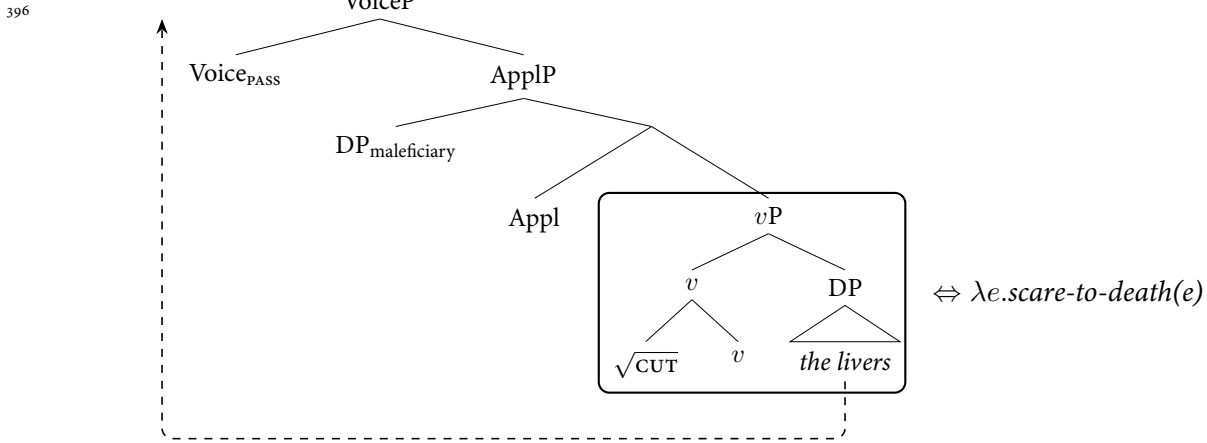 396
VoiceP
Voice_PASS ApplP
DP_maleficiary
Appl vP
v DP ⇔ λe.scare-to-death(e)
√CUT v the livers